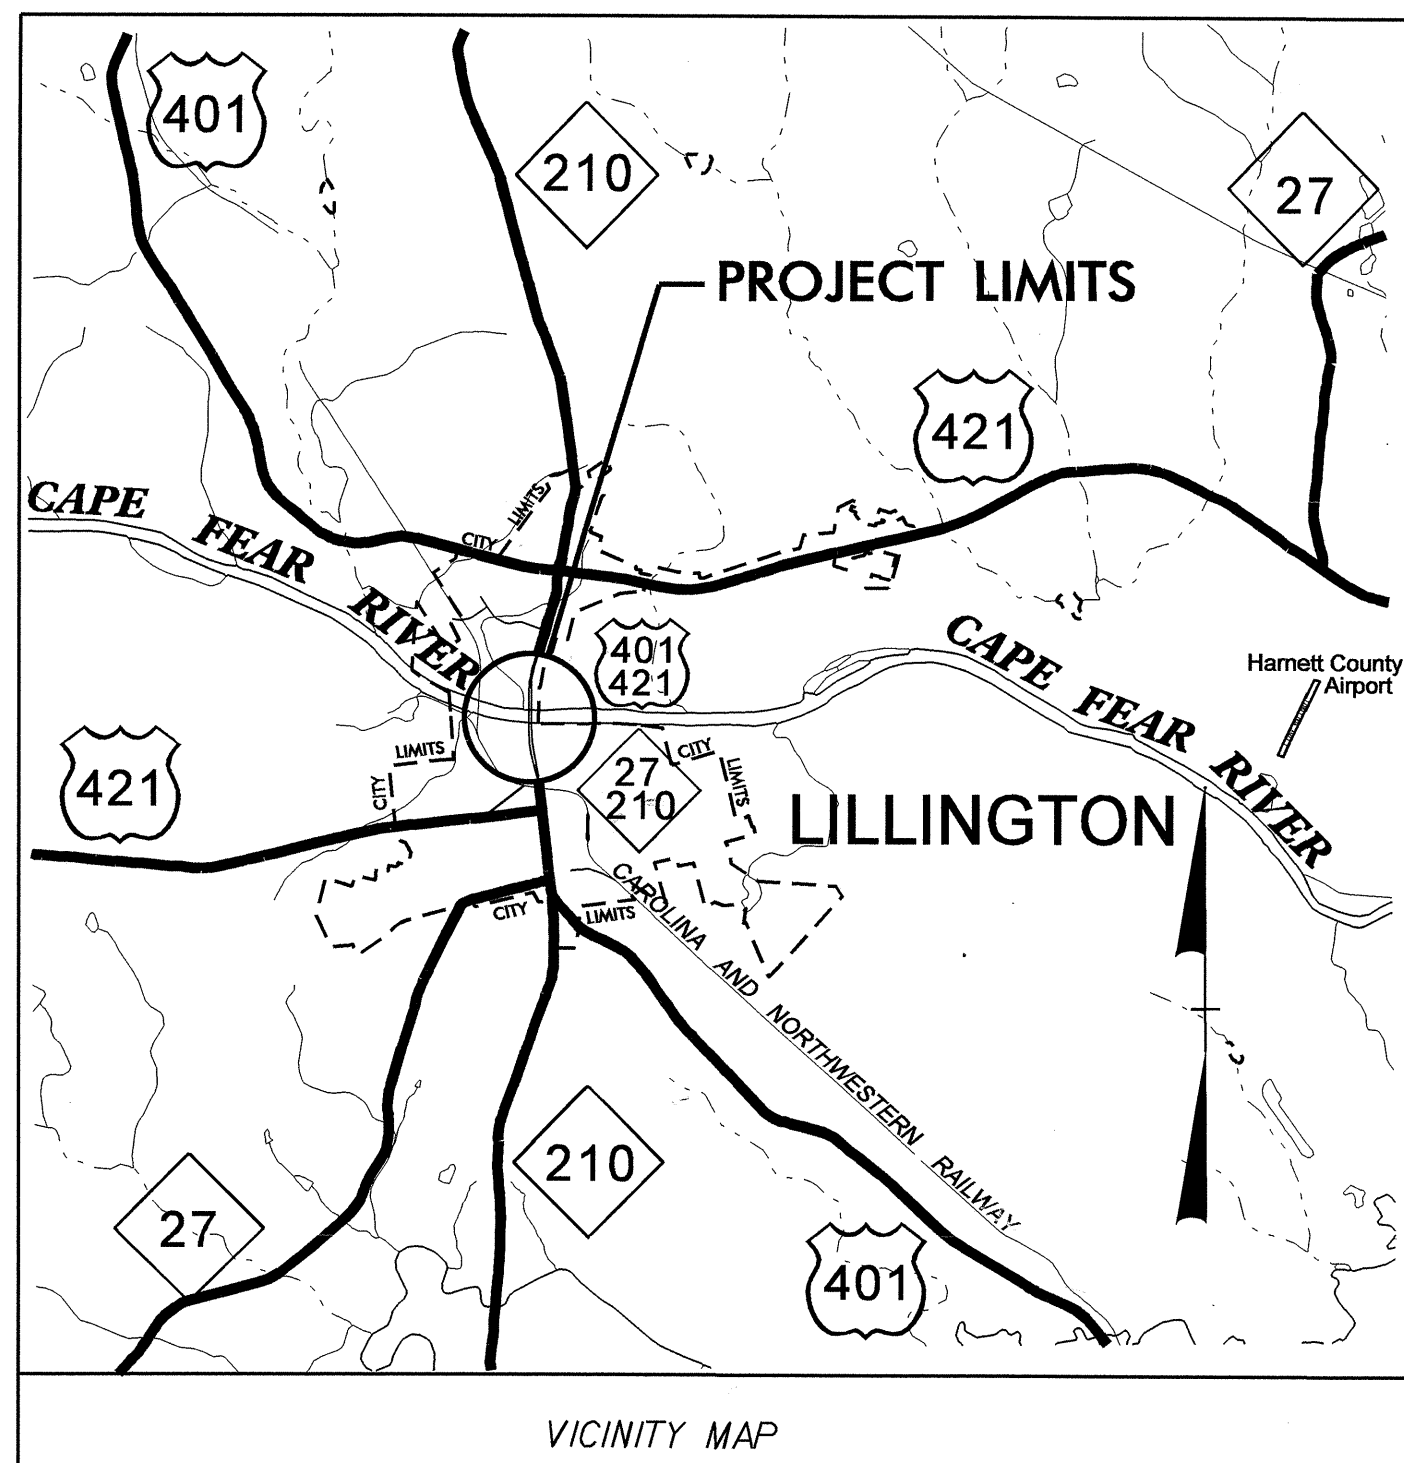 401
210
27
PROJECT LIMITS
421
CAPE FEAR RIVER
CITY LIMITS
401
421
CAPE FEAR RIVER
Harnett County
Airport
421
CITY LIMITS
27
210
CITY LIMITS
LILLINGTON
CITY LIMITS
CAROLINA AND NORTHWESTERN RAILWAY
210
27
401
VICINITY MAP